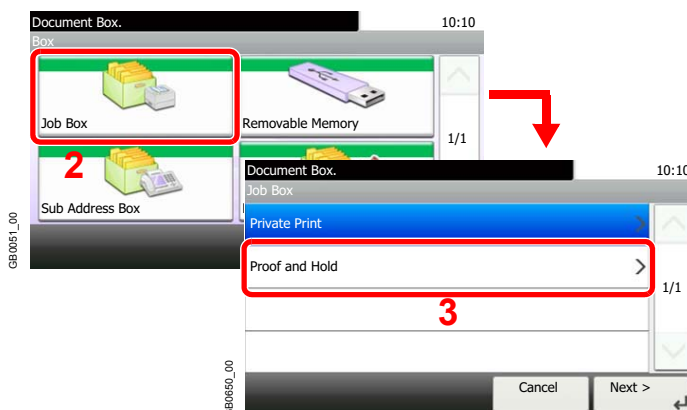 Document Box.
10:10
Box
Job Box
Removable Memory
1/1
2
Sub Address Box
GB0051_00
Document Box.
10:10
Job Box
Private Print
Proof and Hold
1/1
3
Cancel
Next >
GB0650_00